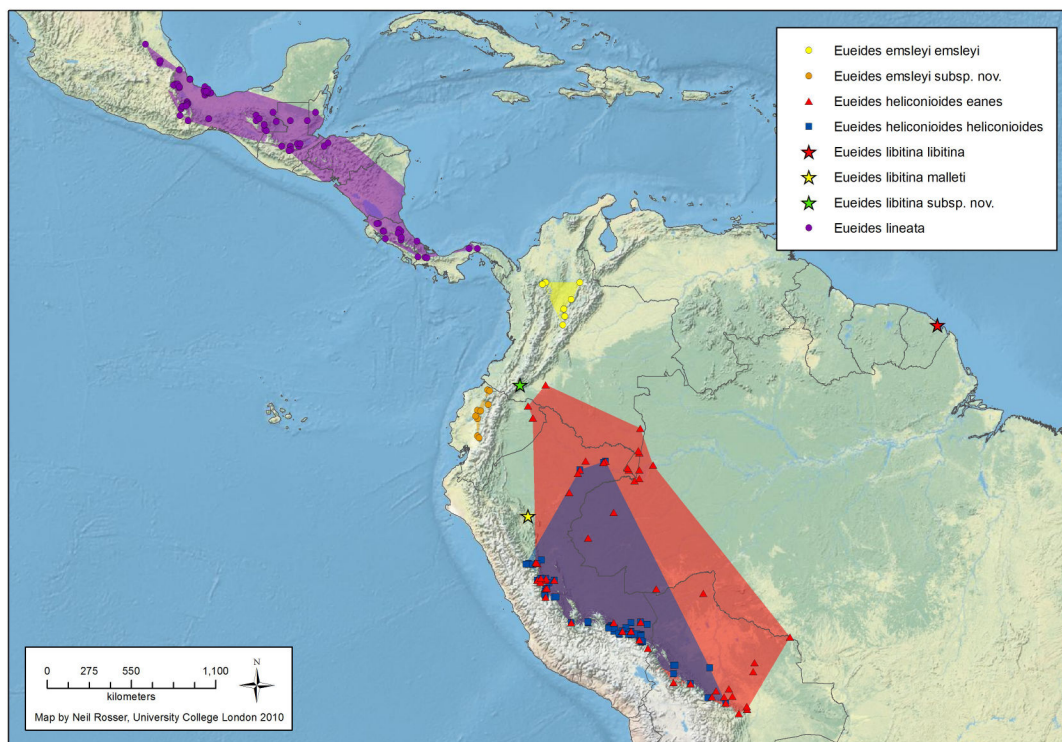 Eueides emsleyi emsleyi
Eueides emsleyi subsp. nov.
Eueides heliconioides eanes
Eueides heliconioides heliconioides
Eueides libitina libitina
Eueides libitina malleti
Eueides libitina subsp. nov.
Eueides lineata
N
0 275 550 1,100
kilometers
Map by Neil Rosser, University College London 2010